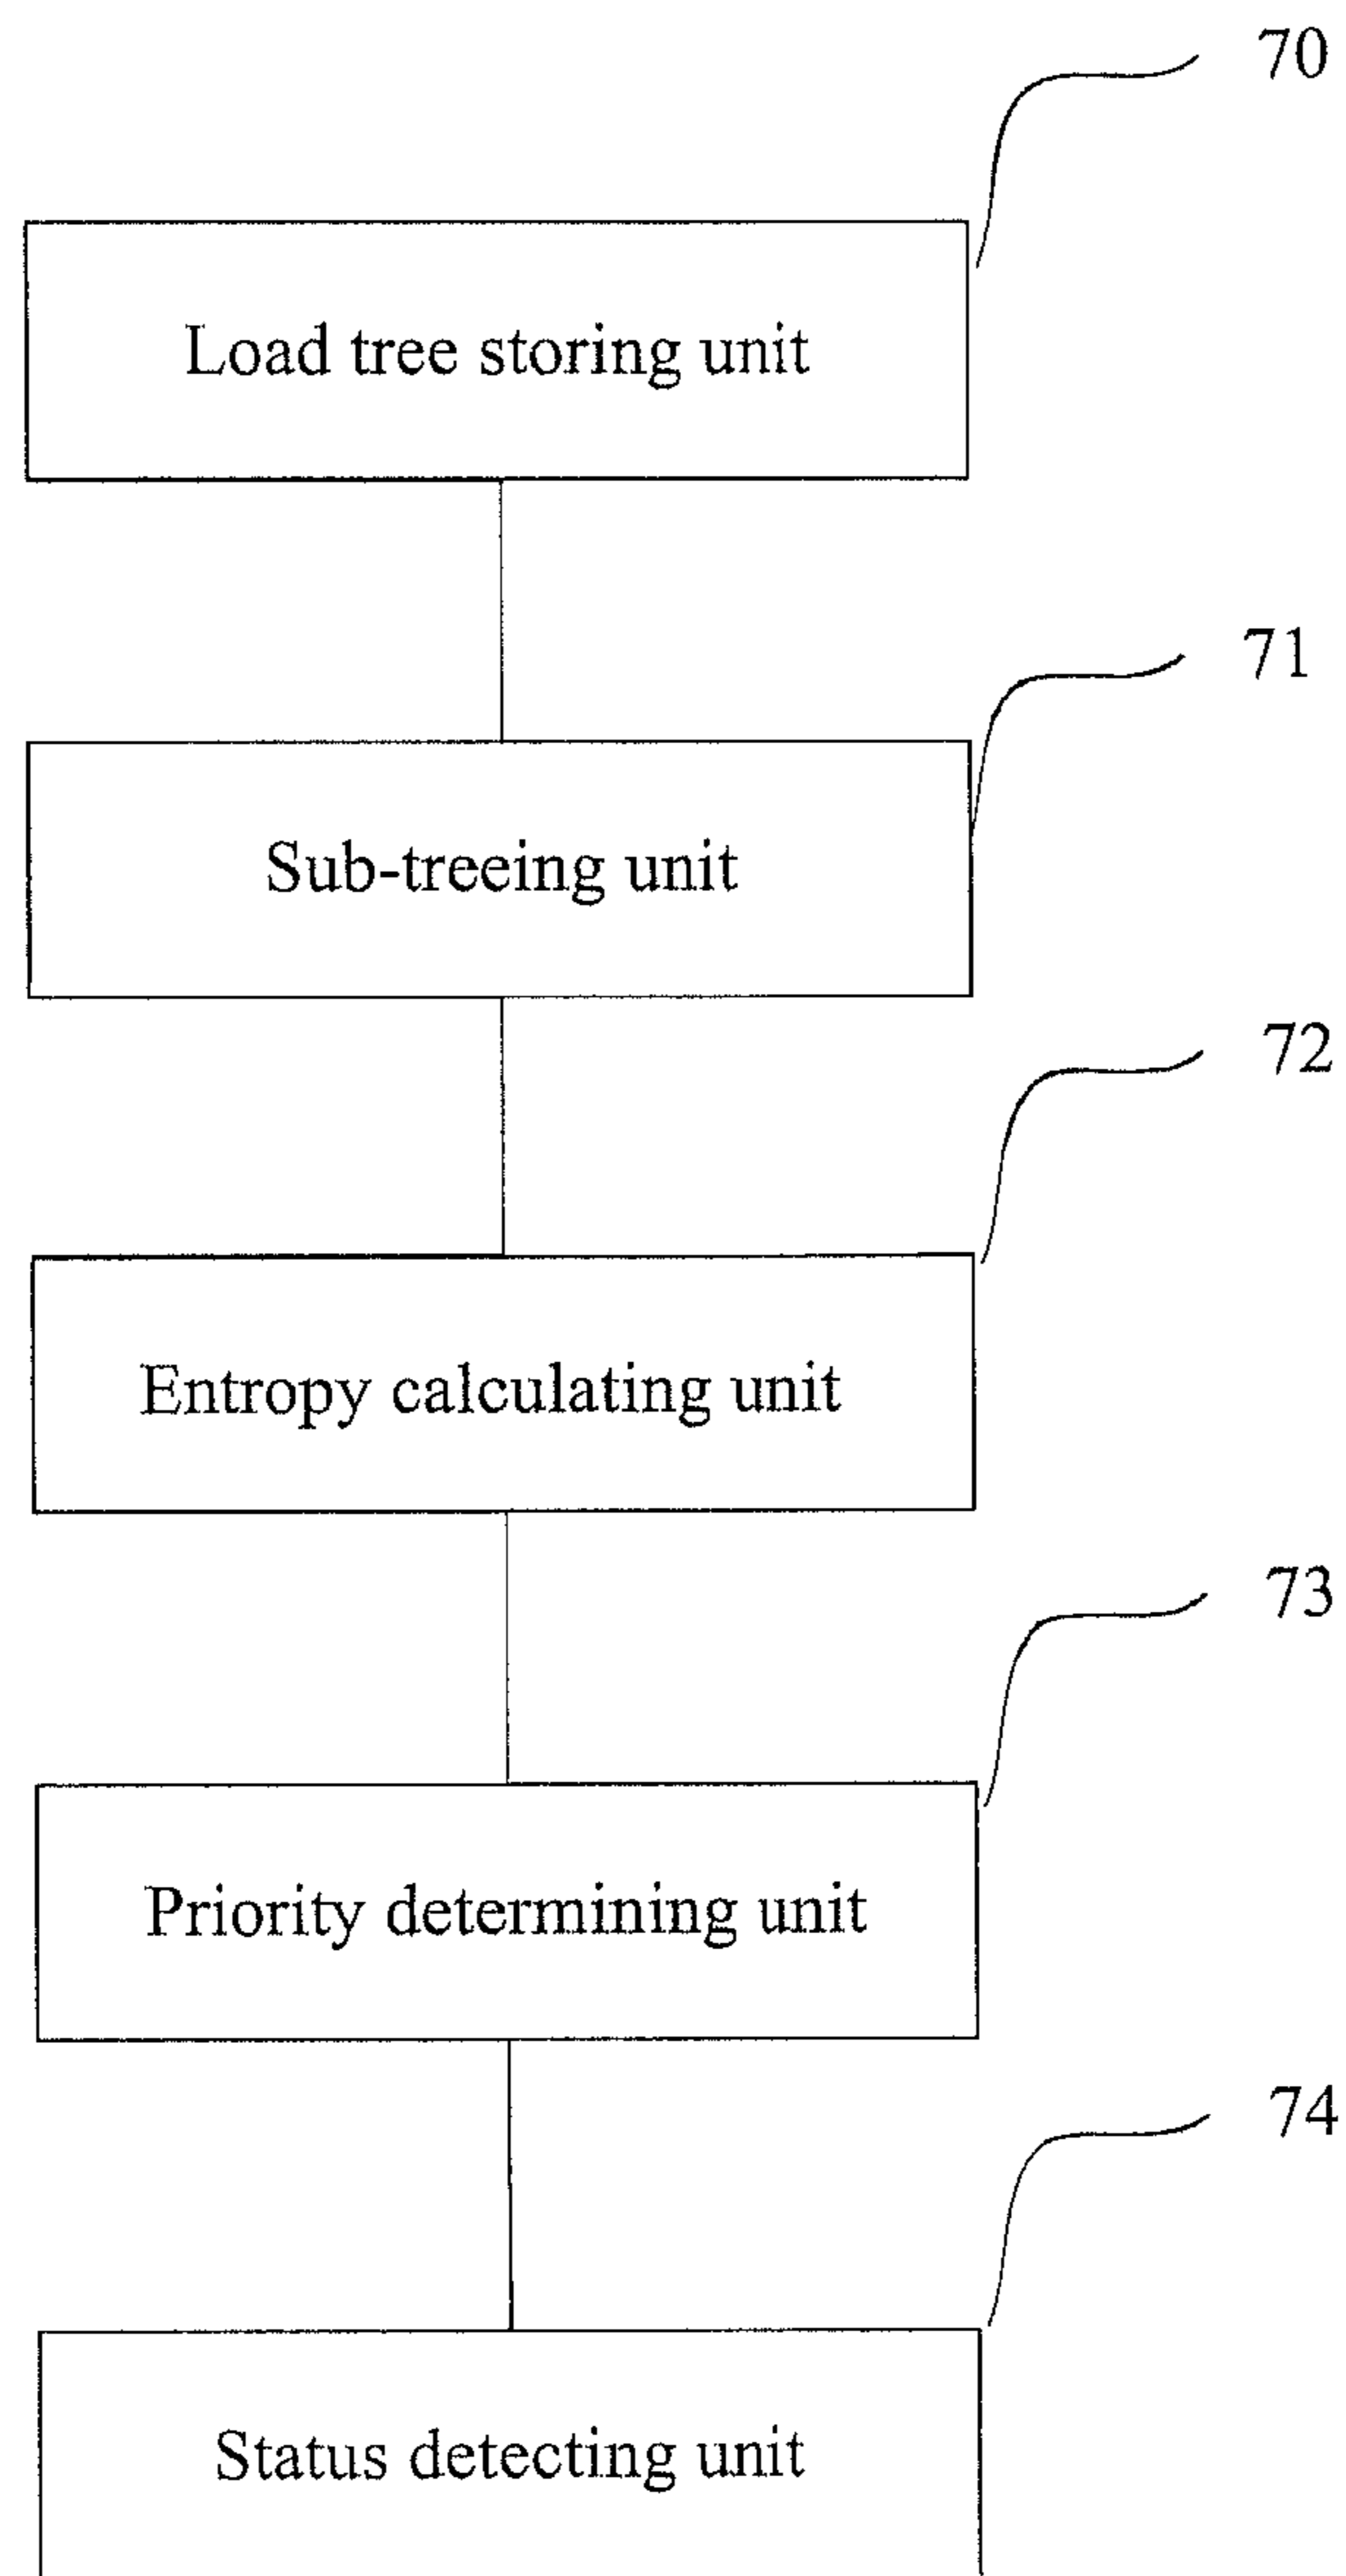 70
Load tree storing unit
71
Sub-treeing unit
72
Entropy calculating unit
73
Priority determining unit
74
Status detecting unit